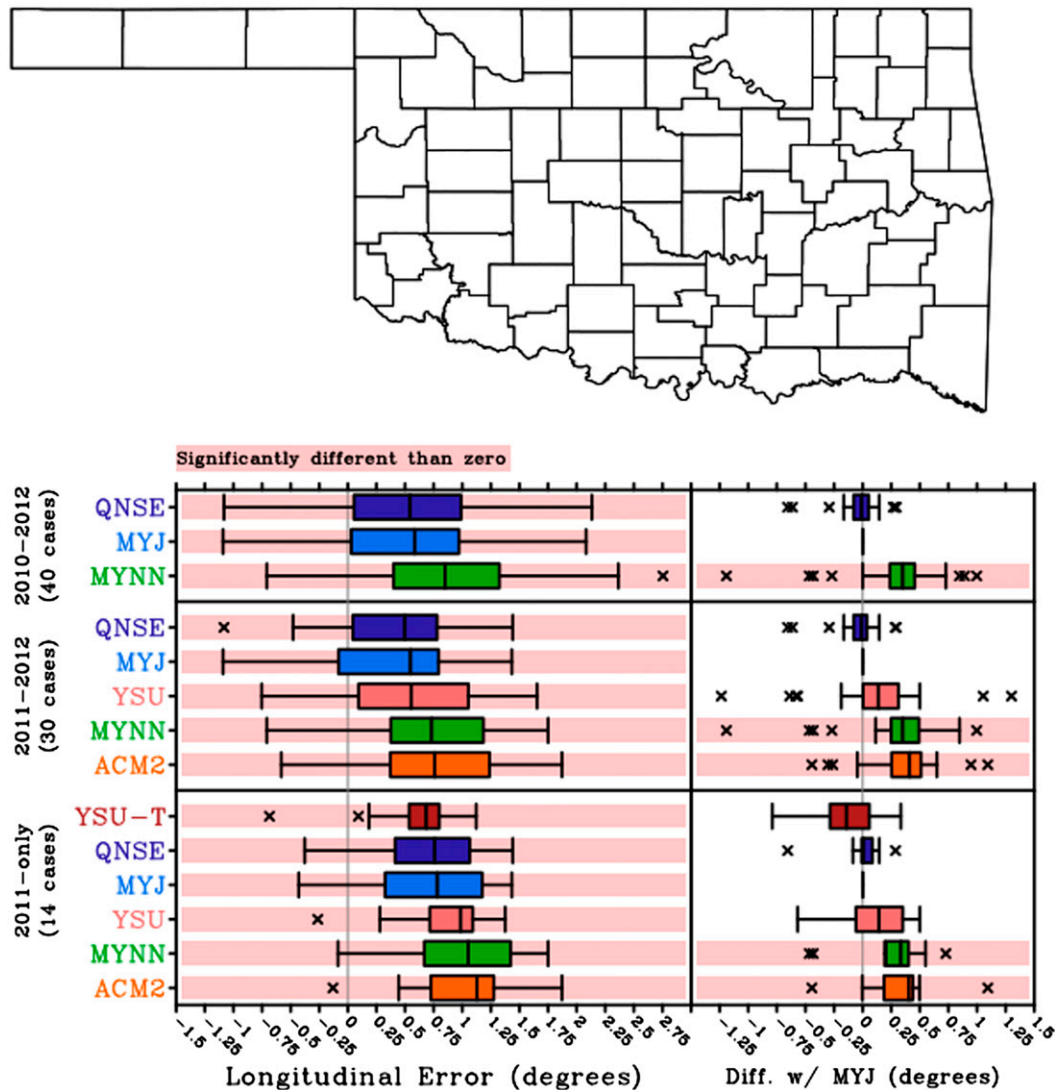 Significantly different than zero
2010-2012
(40 cases)
QNSE
MYJ
MYNN
2011-2012
(30 cases)
QNSE
MYJ
YSU
MYNN
ACM2
2011-only
(14 cases)
YSU-T
QNSE
MYJ
YSU
MYNN
ACM2
-1.5 -1.25 -1 -0.75 -0.5 -0.25 0 0.25 0.5 0.75 1 1.25 1.5 1.75 2 2.25 2.5 2.75
-1.25 -1 -0.75 -0.5 -0.25 0 0.25 0.5 0.75 1 1.25 1.5
Longitudinal Error (degrees)
Diff. w/ MYJ (degrees)